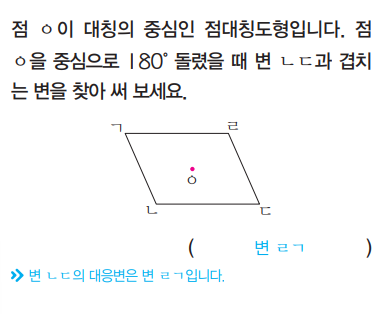 점 ㅇ이 대칭의 중심인 점대칭도형입니다. 점
ㅇ을 중심으로 180° 돌렸을 때 변 ㄴㄷ과 겹치
는 변을 찾아 써 보세요.
ㄱ ㄹ
ㅇ
ㄴ ㄷ
( 변 ㄹㄱ )
≫ 변 ㄴㄷ의 대응변은 변 ㄹㄱ입니다.